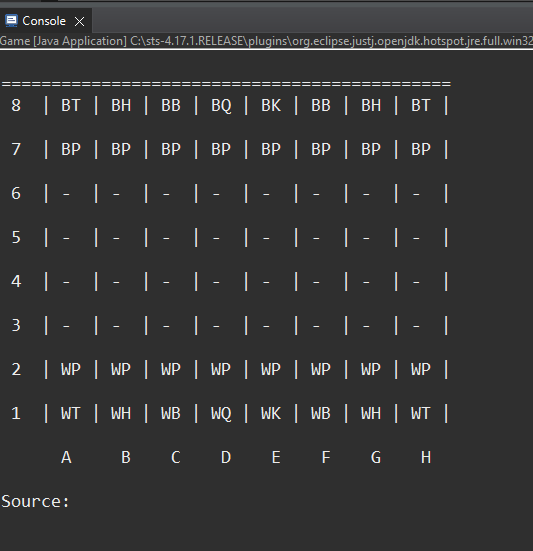 Console
Game [Java Application] C:\sts-4.17.1.RELEASE\plugins\org.eclipse.justj.openjdk.hotspot.jre.full.win32
=============================================
8 | BT | BH | BB | BQ | BK | BB | BH | BT |
7 | BP | BP | BP | BP | BP | BP | BP | BP |
6 | - | - | - | - | - | - | - | - |
5 | - | - | - | - | - | - | - | - |
4 | - | - | - | - | - | - | - | - |
3 | - | - | - | - | - | - | - | - |
2 | WP | WP | WP | WP | WP | WP | WP | WP |
1 | WT | WH | WB | WQ | WK | WB | WH | WT |
A B C D E F G H
Source: